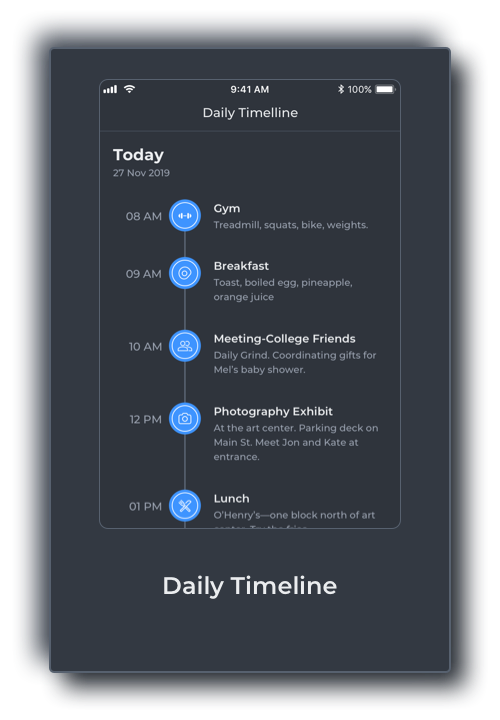 9:41 AM 100%
Daily Timelline
Today
27 Nov 2019
08 AM Gym
Treadmill, squats, bike, weights.
09 AM Breakfast
Toast, boiled egg, pineapple,
orange juice
10 AM Meeting-College Friends
Daily Grind. Coordinating gifts for
Mel's baby shower.
12 PM Photography Exhibit
At the art center. Parking deck on
Main St. Meet Jon and Kate at
entrance.
01 PM Lunch
O'Henry's—one block north of art
Daily Timeline